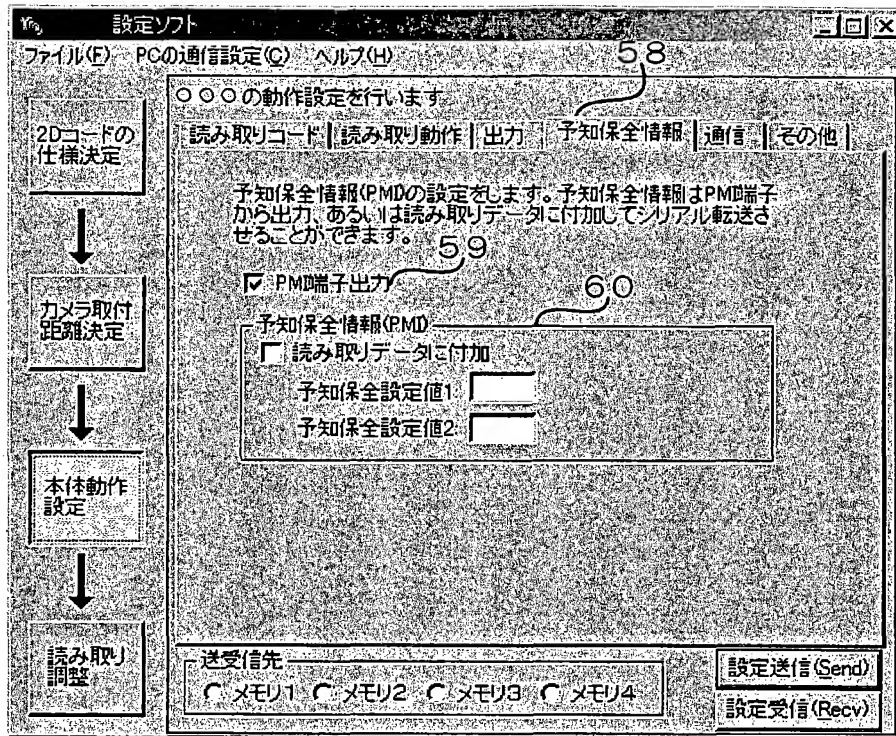 設定ソフト
ファイル(F) PCの通信設定(C) ヘルプ(H)
58
○○○の動作設定を行います
読み取りコード 読み取り動作 出力 予知保全情報 通信 その他
2Dコードの
仕様決定
予知保全情報(PMI)の設定をします。予知保全情報はPMI端子
から出力、あるいは読み取りデータに付加してシリアル転送さ
せることができます。
59
PMI端子出力
60
カメラ取付
距離決定
予知保全情報(PMI)
読み取りデータに付加
予知保全設定値1:
予知保全設定値2:
本体動作
設定
読み取り
調整
送受信先
メモリ1 メモリ2 メモリ3 メモリ4
設定送信(Send)
設定受信(Recv)